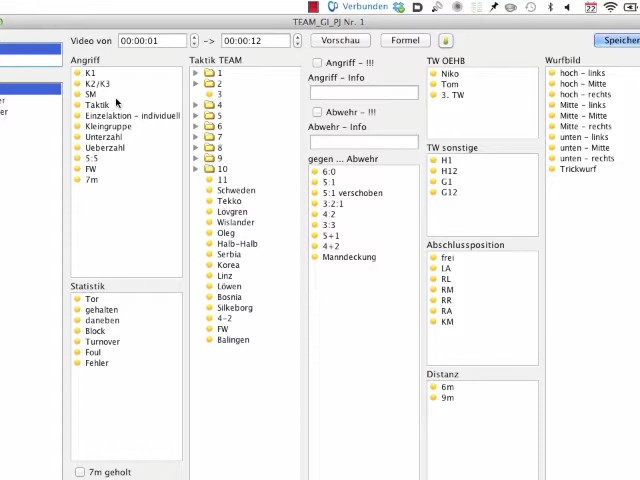 Verbunden
22
TEAM_GI_PJ Nr. 1
Video von
00:00:01
->
00:00:12
Vorschau
Formel
Speicher
Angriff
K1
K2/K3
SM
Taktik
Einzelaktion - individuell
Kleingruppe
Unterzahl
Ueberzahl
5:5
FW
7m
Statistik
Tor
gehalten
daneben
Block
Turnover
Foul
Fehler
7m geholt
Taktik TEAM
1
2
3
4
5
6
7
8
9
10
11
Schweden
Tekko
Lövgren
Wislander
Oleg
Halb-Halb
Serbia
Korea
Linz
Löwen
Bosnia
Silkeborg
4-2
FW
Balingen
Angriff - !!!
Angriff - Info
Abwehr - !!!
Abwehr - Info
gegen ... Abwehr
6:0
5:1
5:1 verschoben
3:2:1
4:2
3:3
5+1
4+2
Manndeckung
TW OEHB
Niko
Tom
3. TW
TW sonstige
H1
H12
G1
G12
Abschlussposition
frei
LA
RL
RM
RR
RA
KM
Distanz
6m
9m
Wurfbild
hoch - links
hoch - Mitte
hoch - rechts
Mitte - links
Mitte - Mitte
Mitte - rechts
unten - links
unten - Mitte
unten - rechts
Trickwurf